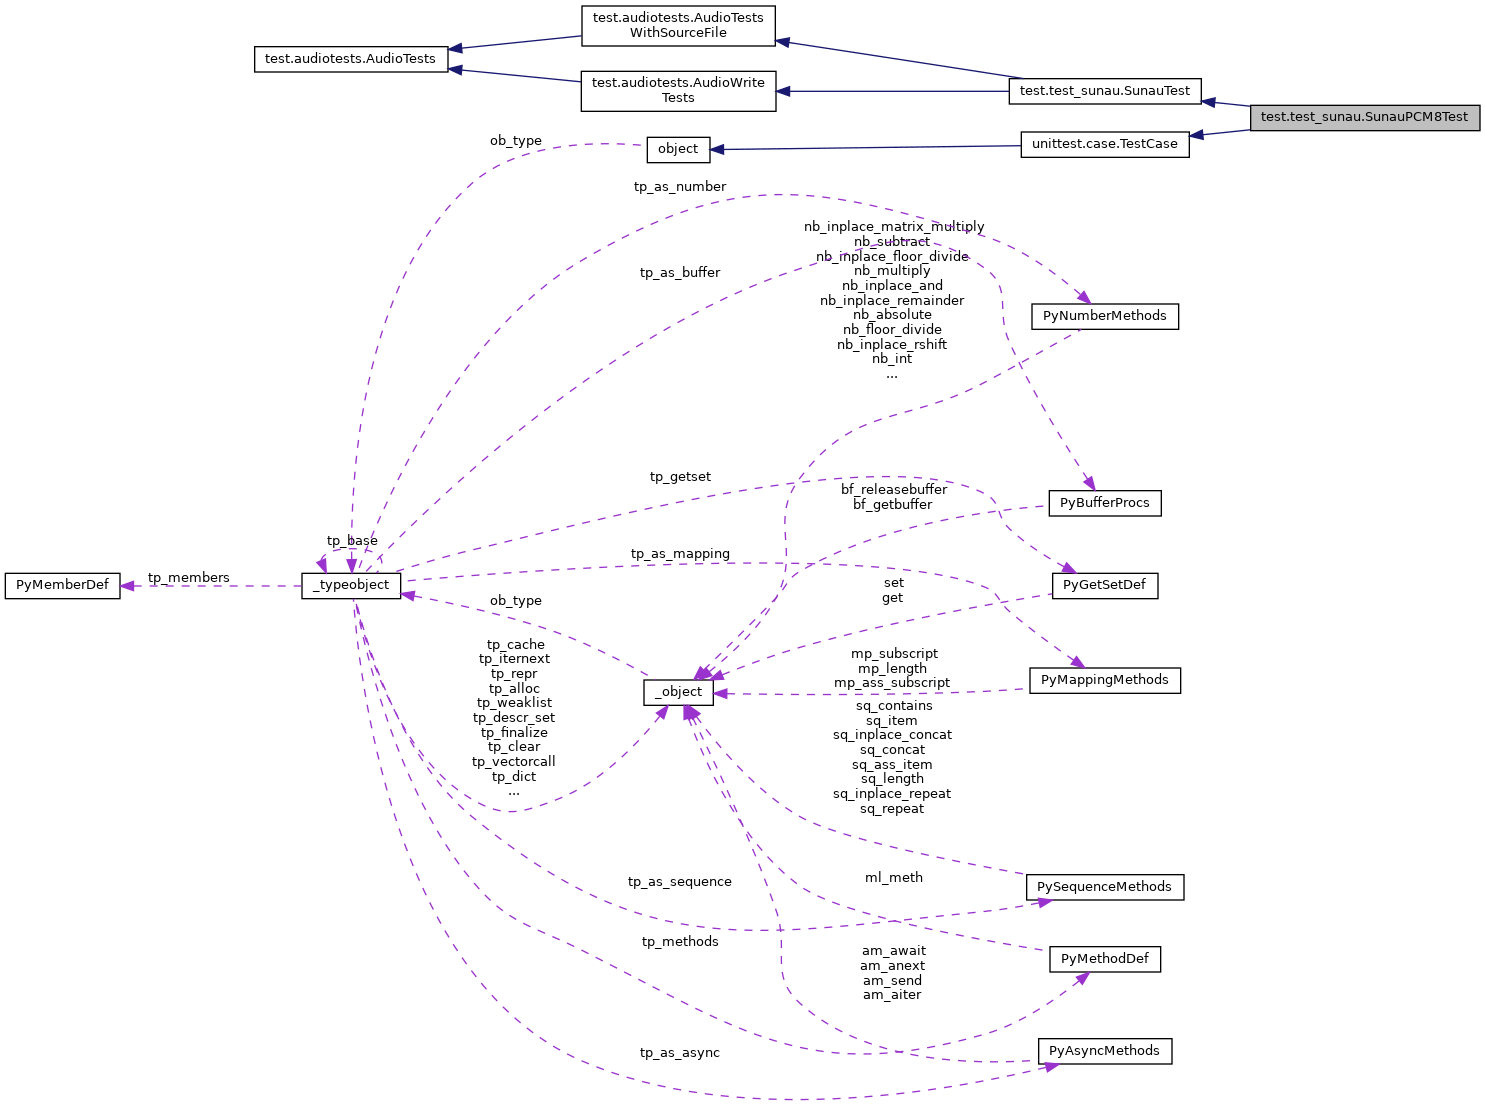 test.audiotests.AudioTests
WithSourceFile
test.audiotests.AudioTests
test.audiotests.AudioWrite
Tests
test.test_sunau.SunauTest
test.test_sunau.SunauPCM8Test
unittest.case.TestCase
object
ob_type
tp_as_number
nb_inplace_matrix_multiply
nb_subtract
nb_inplace_floor_divide
nb_multiply
nb_inplace_and
nb_inplace_remainder
nb_absolute
nb_floor_divide
nb_inplace_rshift
nb_int
...
tp_as_buffer
PyNumberMethods
tp_getset
bf_releasebuffer
bf_getbuffer
PyBufferProcs
tp_base
tp_as_mapping
PyMemberDef
tp_members
_typeobject
set
get
PyGetSetDef
ob_type
tp_cache
tp_iternext
tp_repr
tp_alloc
tp_weaklist
tp_descr_set
tp_finalize
tp_clear
tp_vectorcall
tp_dict
...
_object
mp_subscript
mp_length
mp_ass_subscript
PyMappingMethods
sq_contains
sq_item
sq_inplace_concat
sq_concat
sq_ass_item
sq_length
sq_inplace_repeat
sq_repeat
tp_as_sequence
ml_meth
PySequenceMethods
tp_methods
am_await
am_anext
am_send
am_aiter
PyMethodDef
tp_as_async
PyAsyncMethods